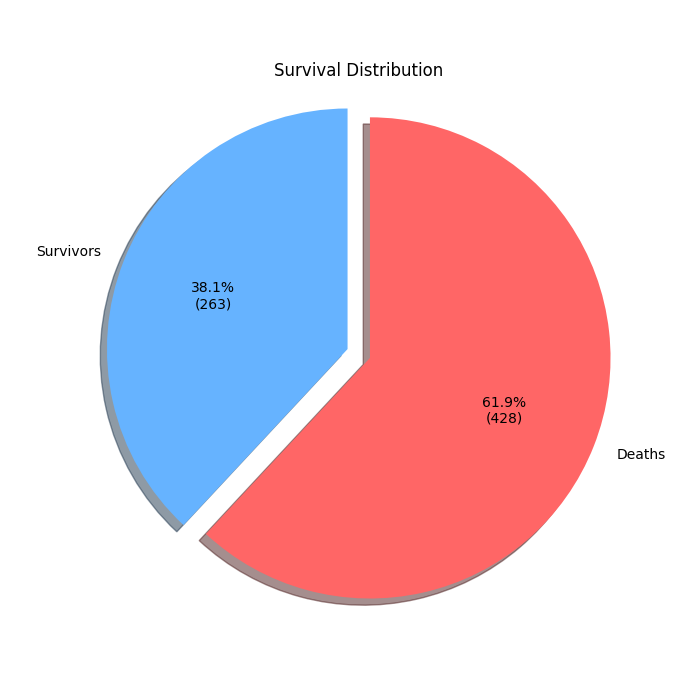 Survival Distribution
Survivors
38.1%
(263)
61.9%
(428)
Deaths